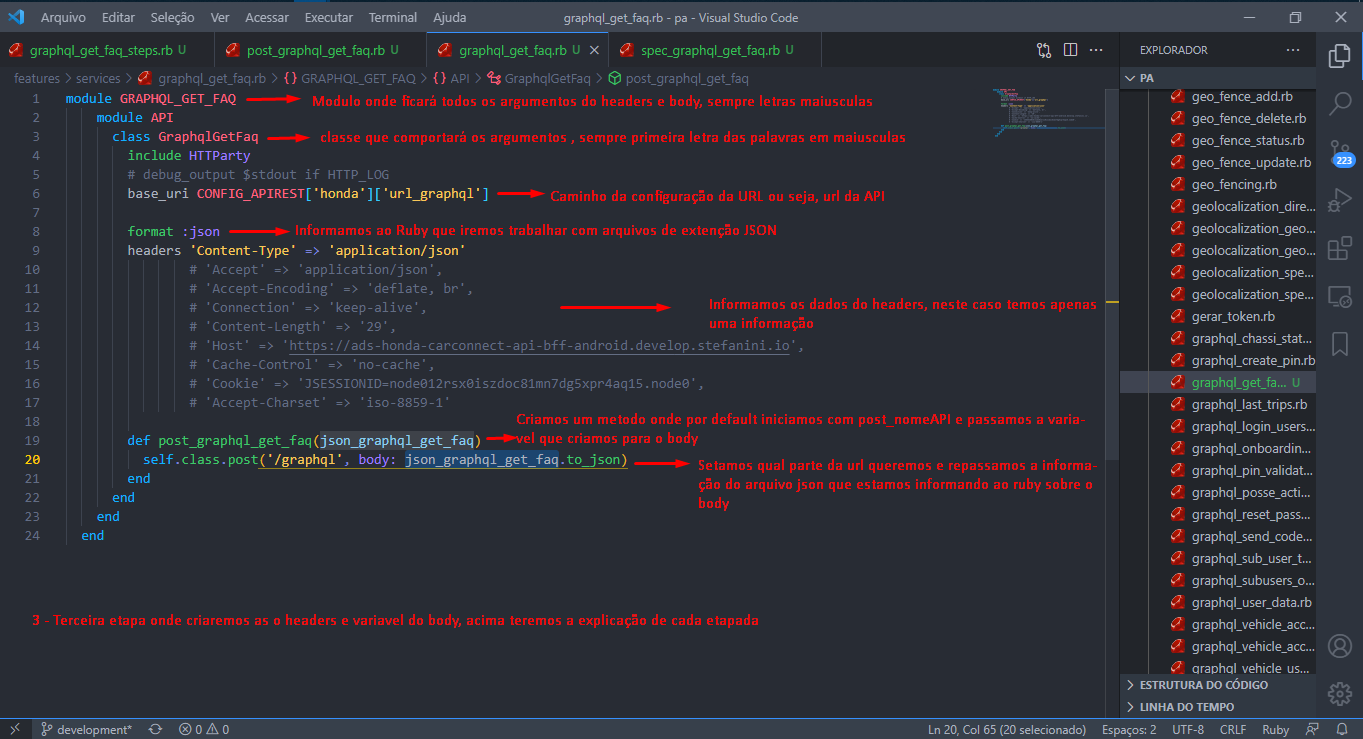 Arquivo Editar Seleção Ver Acessar Executar Terminal Ajuda graphql_get_faq.rb - pa - Visual Studio Code
graphql_get_faq_steps.rb U post_graphql_get_faq.rb U graphql_get_faq.rb U spec_graphql_get_faq.rb U EXPLORADOR
features > services > graphql_get_faq.rb > {} GRAPHQL_GET_FAQ > {} API > GraphqlGetFaq > post_graphql_get_faq
1 module GRAPHQL_GET_FAQ Modulo onde ficará todos os argumentos do headers e body, sempre letras maiusculas
2 module API
3 class GraphqlGetFaq classe que comportará os argumentos , sempre primeira letra das palavras em maiusculas
4 include HTTParty
5 # debug_output $stdout if HTTP_LOG
6 base_uri CONFIG_APIREST['honda']['url_graphql'] Caminho da configuração da URL ou seja, url da API
7
8 format :json Informamos ao Ruby que iremos trabalhar com arquivos de extenção JSON
9 headers 'Content-Type' => 'application/json'
10 # 'Accept' => 'application/json',
11 # 'Accept-Encoding' => 'deflate, br',
12 # 'Connection' => 'keep-alive', Informamos os dados do headers, neste caso temos apenas
uma informação
13 # 'Content-Length' => '29',
14 # 'Host' => 'https://ads-honda-carconnect-api-bff-android.develop.stefanini.io',
15 # 'Cache-Control' => 'no-cache',
16 # 'Cookie' => 'JSESSIONID=node012rsx0iszdoc81mn7dg5xpr4aq15.node0',
17 # 'Accept-Charset' => 'iso-8859-1'
18
Criamos um metodo onde por default iniciamos com post_nomeAPI e passamos a varia-
vel que criamos para o body
19 def post_graphql_get_faq(json_graphql_get_faq)
20 self.class.post('/graphql', body: json_graphql_get_faq.to_json)
Setamos qual parte da url queremos e repassamos a informa-
ção do arquivo json que estamos informando ao ruby sobre o
body
21 end
22 end
23 end
24 end
3 - Terceira etapa onde criaremos as o headers e variavel do body, acima teremos a explicação de cada etapada
PA
geo_fence_add.rb
geo_fence_delete.rb
geo_fence_status.rb
geo_fence_update.rb
geo_fencing.rb
geolocalization_dire...
geolocalization_geo...
geolocalization_geo...
geolocalization_spe...
geolocalization_spe...
gerar_token.rb
graphql_chassi_stat...
graphql_create_pin.rb
graphql_get_fa... U
graphql_last_trips.rb
graphql_login_users...
graphql_onboardin...
graphql_pin_validat...
graphql_posse_acti...
graphql_reset_pass...
graphql_send_code...
graphql_sub_user_t...
graphql_subusers_o...
graphql_user_data.rb
graphql_vehicle_acc...
graphql_vehicle_acc...
graphql_vehicle_us...
ESTRUTURA DO CÓDIGO
LINHA DO TEMPO
223
development* 0 0 Ln 20, Col 65 (20 selecionado) Espaços: 2 UTF-8 CRLF Ruby